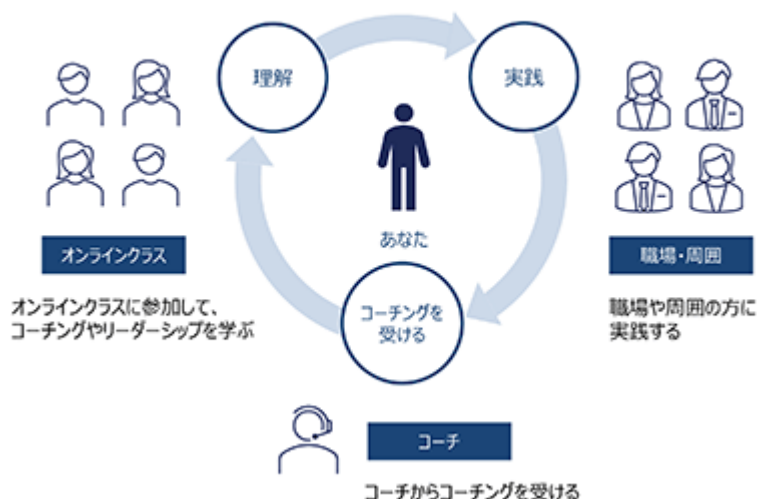 理解
実践
あなた
オンラインクラス
職場・周囲
オンラインクラスに参加して、
コーチングやリーダーシップを学ぶ
職場や周囲の方に
実践する
コーチングを
受ける
コーチ
コーチからコーチングを受ける